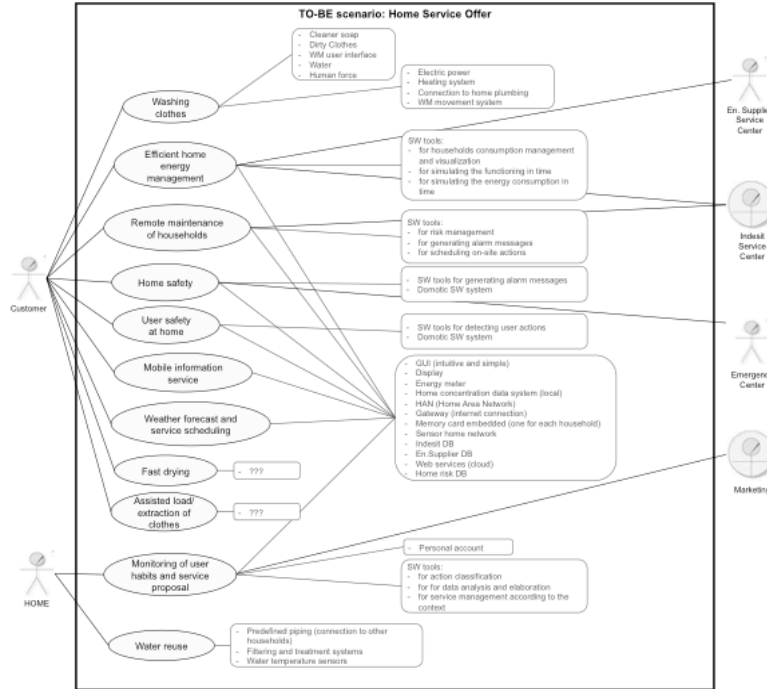 TO-BE scenario: Home Service Offer
- Cleaner soap
- Dirty Clothes
- WM user interface
- Water
- Human force
- Electric power
- Heating system
- Connection to home plumbing
- WM movement system
Washing
clothes
En. Supplie
Service
Center
Efficient home
energy
management
SW tools:
- for households consumption management
and visualization
- for simulating the functioning in time
- for simulating the energy consumption in
time
Remote maintenance
of households
SW tools:
- for risk management
- for generating alarm messages
- for scheduling on-site actions
Indesit
Service
Center
Customer
Home safety
- SW tools for generating alarm messages
- Domotic SW system
User safety
at home
- SW tools for detecting user actions
- Domotic SW system
Emergenc
Center
Mobile information
service
- GUI (intuitive and simple)
- Display
- Energy meter
- Home concentration data system (local)
- HAN (Home Area Network)
- Gateway (internet connection)
- Memory card embedded (one for each household)
- Sensor home network
- Indesit DB
- En.Supplier DB
- Web services (cloud)
- Home risk DB
Weather forecast and
service scheduling
Fast drying
- ???
Assisted load/
extraction of
clothes
- ???
Marketing
HOME
Monitoring of user
habits and service
proposal
- Personal account
SW tools:
- for action classification
- for for data analysis and elaboration
- for service management according to the
context
Water reuse
- Predefined piping (connection to other
households)
- Filtering and treatment systems
- Water temperature sensors